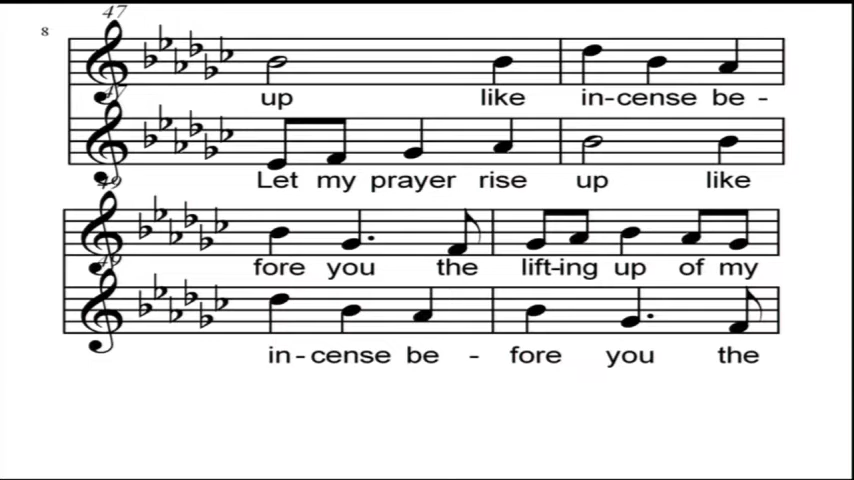 47
8
up like in-cense be -
Let my prayer rise up like
49
fore you the lift-ing up of my
in-cense be - fore you the